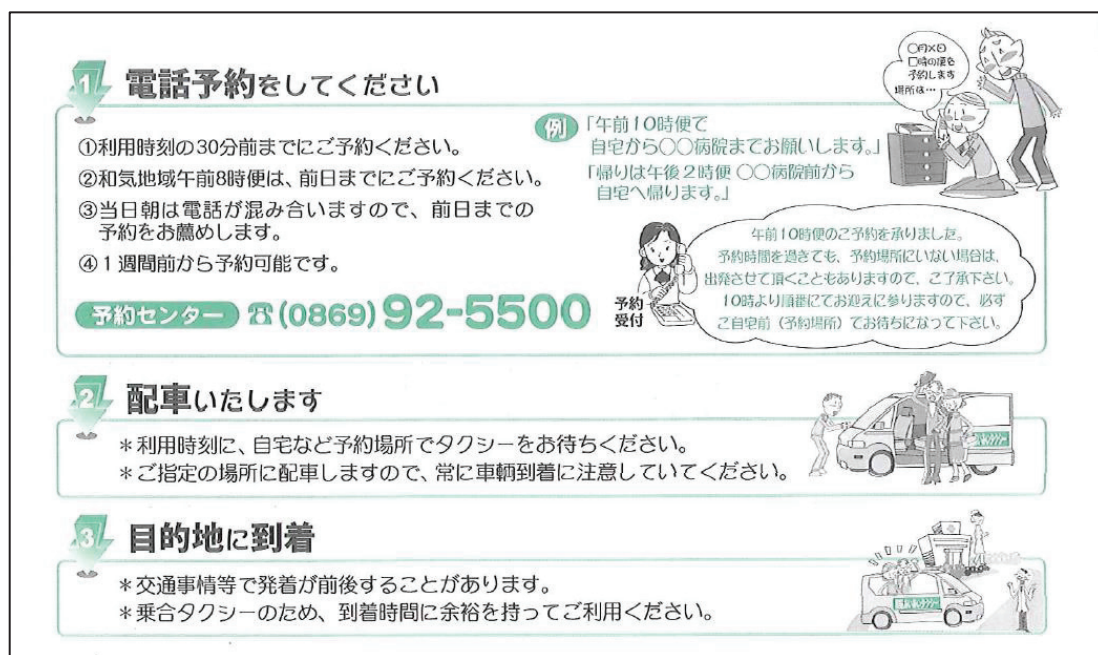 1 電話予約をしてください
①利用時刻の30分前までにご予約ください。
②和気地域午前8時便は、前日までにご予約ください。
③当日朝は電話が混み合いますので、前日までの
予約をお薦めします。
④1週間前から予約可能です。
予約センター ☎(0869)92-5500
例 「午前10時便で
自宅から○○病院までお願いします。」
「帰りは午後2時便 ○○病院前から
自宅へ帰ります。」
○月×日
□時の便を
予約します
場所は…
予約
受付
午前10時便のご予約を承りました。
予約時間を過ぎても、予約場所にいない場合は、
出発させて頂くこともありますので、ご了承下さい。
10時より順番にてお迎えに参りますので、必ず
ご自宅前（予約場所）でお待ちになって下さい。
2 配車いたします
＊利用時刻に、自宅など予約場所でタクシーをお待ちください。
＊ご指定の場所に配車しますので、常に車輌到着に注意していてください。
3 目的地に到着
＊交通事情等で発着が前後することがあります。
＊乗合タクシーのため、到着時間に余裕を持ってご利用ください。